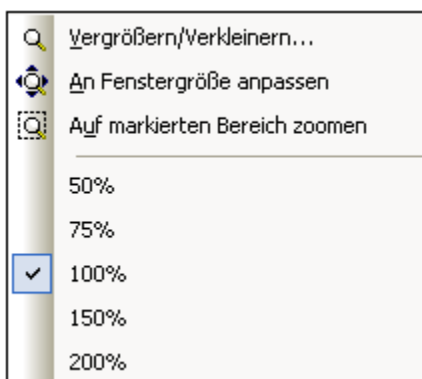 Vergrößern/Verkleinern...
An Fenstergröße anpassen
Auf markierten Bereich zoomen
50%
75%
100%
150%
200%